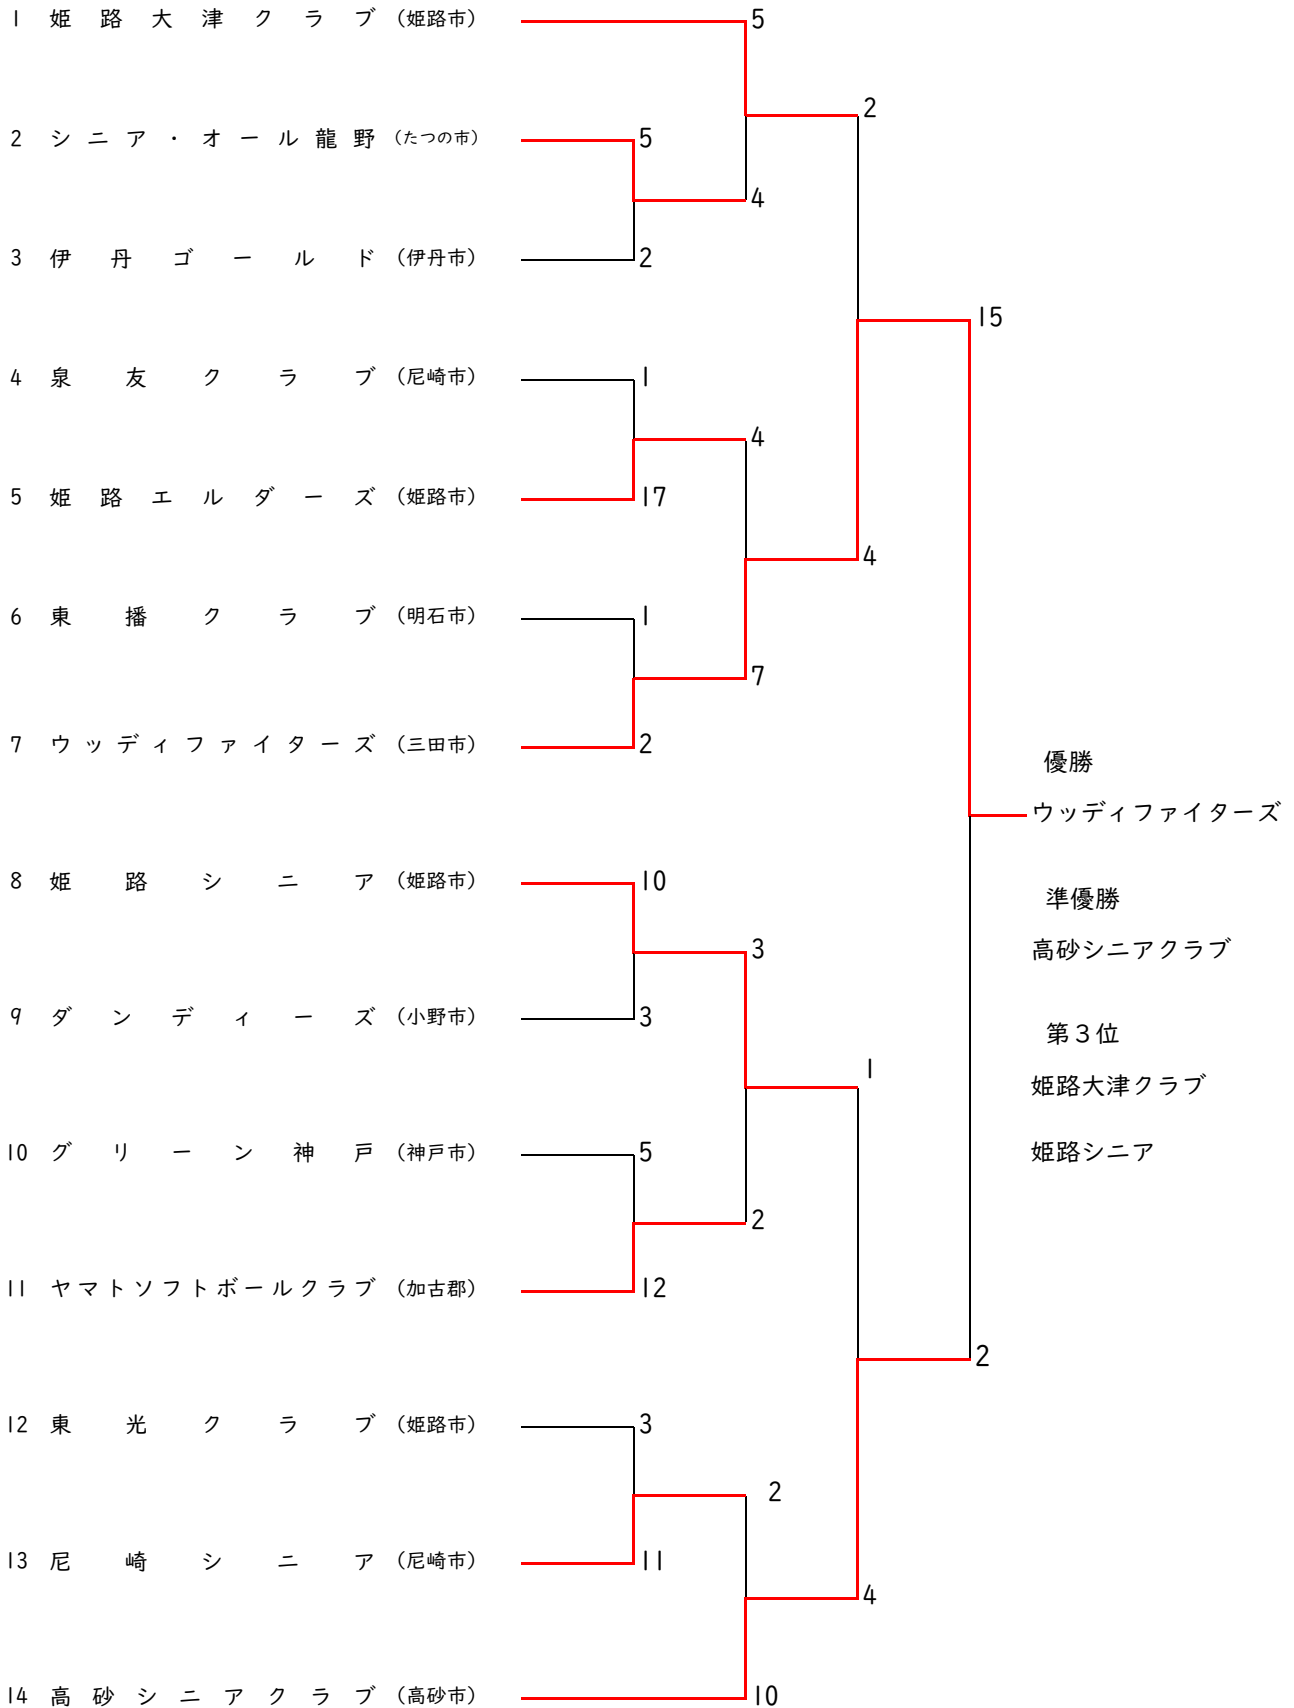 1 姫路大津クラブ (姫路市) 5
2
2 シニア・オール龍野 (たつの市) 5
4
3 伊丹ゴールド (伊丹市) 2
15
4 泉友クラブ (尼崎市) 1
4
5 姫路エルダーズ (姫路市) 17
4
6 東播クラブ (明石市) 1
7
7 ウッディファイターズ (三田市) 2
優勝
ウッディファイターズ
8 姫路シニア (姫路市) 10
準優勝
3 高砂シニアクラブ
9 ダンディーズ (小野市) 3
第3位
1
姫路大津クラブ
10 グリーン神戸 (神戸市) 5 姫路シニア
2
11 ヤマトソフトボールクラブ (加古郡) 12
2
12 東光クラブ (姫路市) 3
2
13 尼崎シニア (尼崎市) 11
4
14 高砂シニアクラブ (高砂市) 10